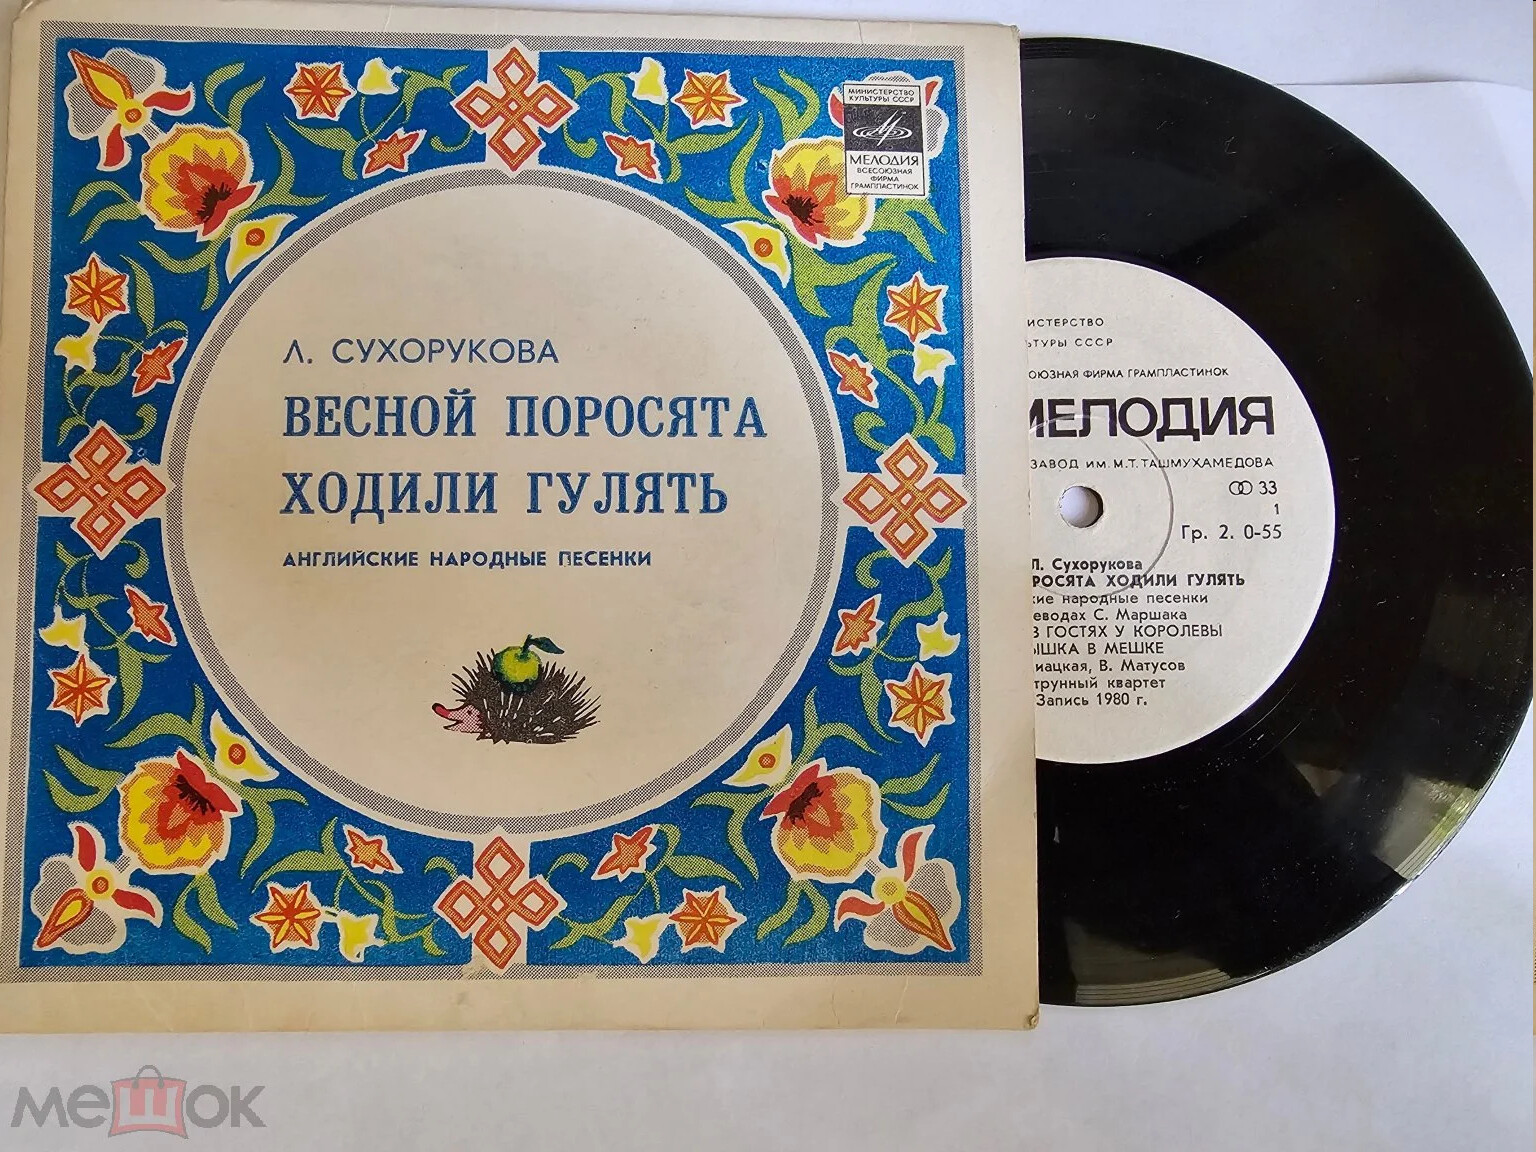 МИНИСТЕРСТВО
КУЛЬТУРЫ СССР
МЕЛОДИЯ
ВСЕСОЮЗНАЯ
ФИРМА
ГРАМПЛАСТИНОК
Л. СУХОРУКОВА
ВЕСНОЙ ПОРОСЯТА
ХОДИЛИ ГУЛЯТЬ
АНГЛИЙСКИЕ НАРОДНЫЕ ПЕСЕНКИ
ИСТЕРСТВО
ЬТУРЫ СССР
ОЮЗНАЯ ФИРМА ГРАМПЛАСТИНОК
МЕЛОДИЯ
ЗАВОД ИМ. М.Т. ТАШМУХАМЕДОВА
33
1
Гр. 2. 0-55
Л. Сухорукова
РОСЯТА ХОДИЛИ ГУЛЯТЬ
кие народные песенки
еводах С. Маршака
В ГОСТЯХ У КОРОЛЕВЫ
ЫШКА В МЕШКЕ
иацкая, В. Матусов
трунный квартет
Запись 1980 г.
мешок